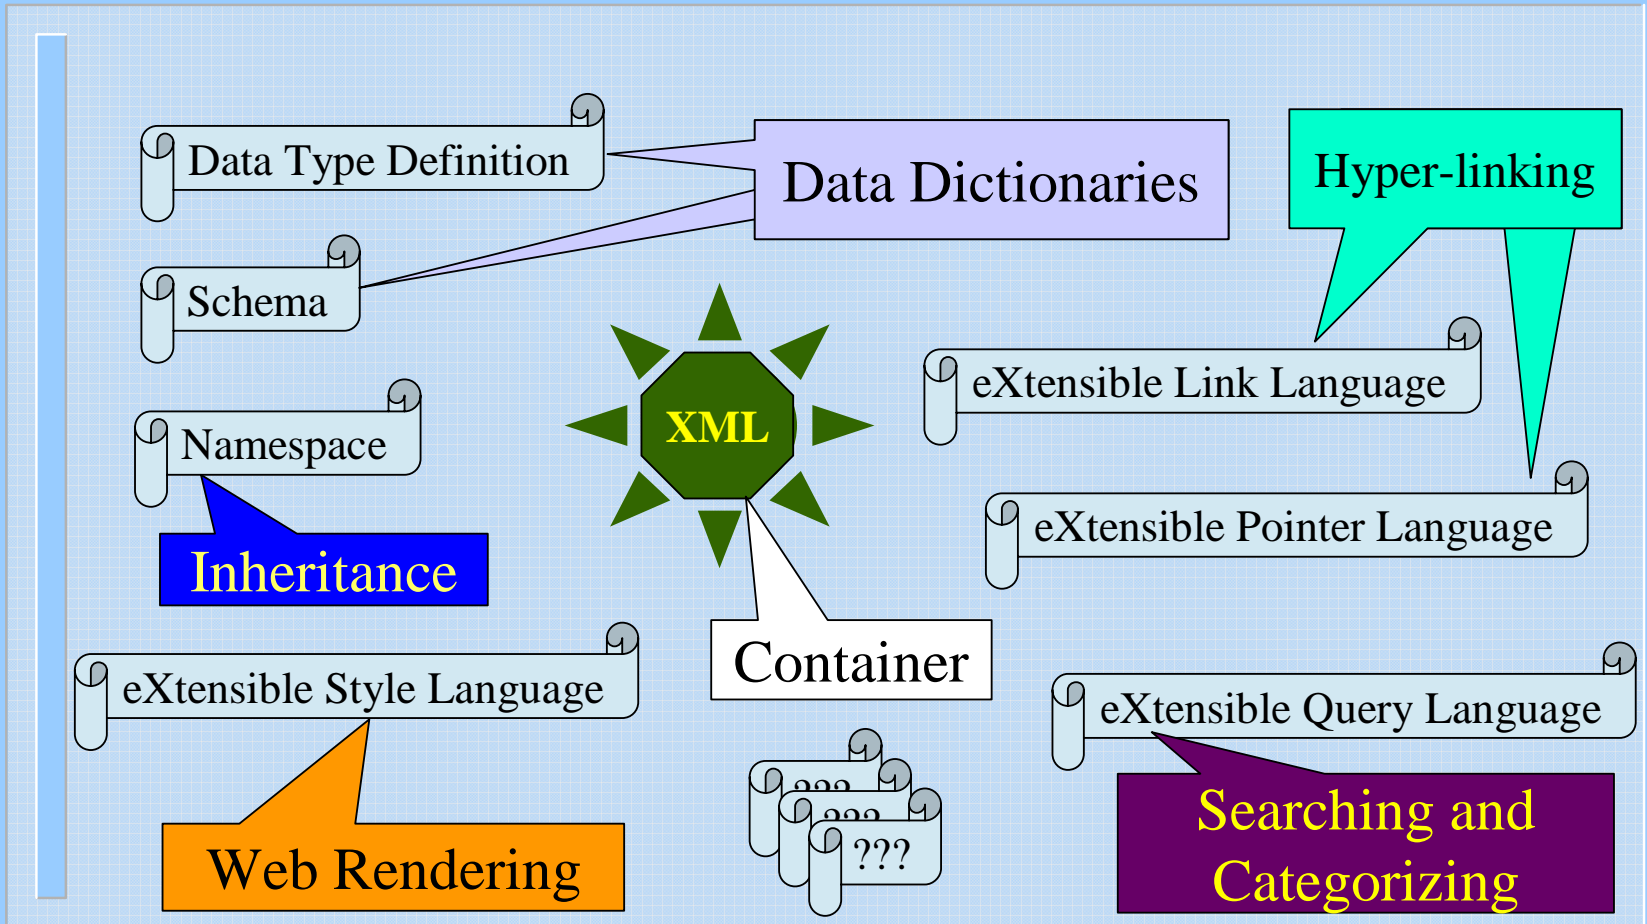 Data Type Definition
Data Dictionaries
Hyper-linking
Schema
eXtensible Link Language
XML
Namespace
eXtensible Pointer Language
Inheritance
Container
eXtensible Style Language
eXtensible Query Language
???
???
???
Searching and
Categorizing
Web Rendering